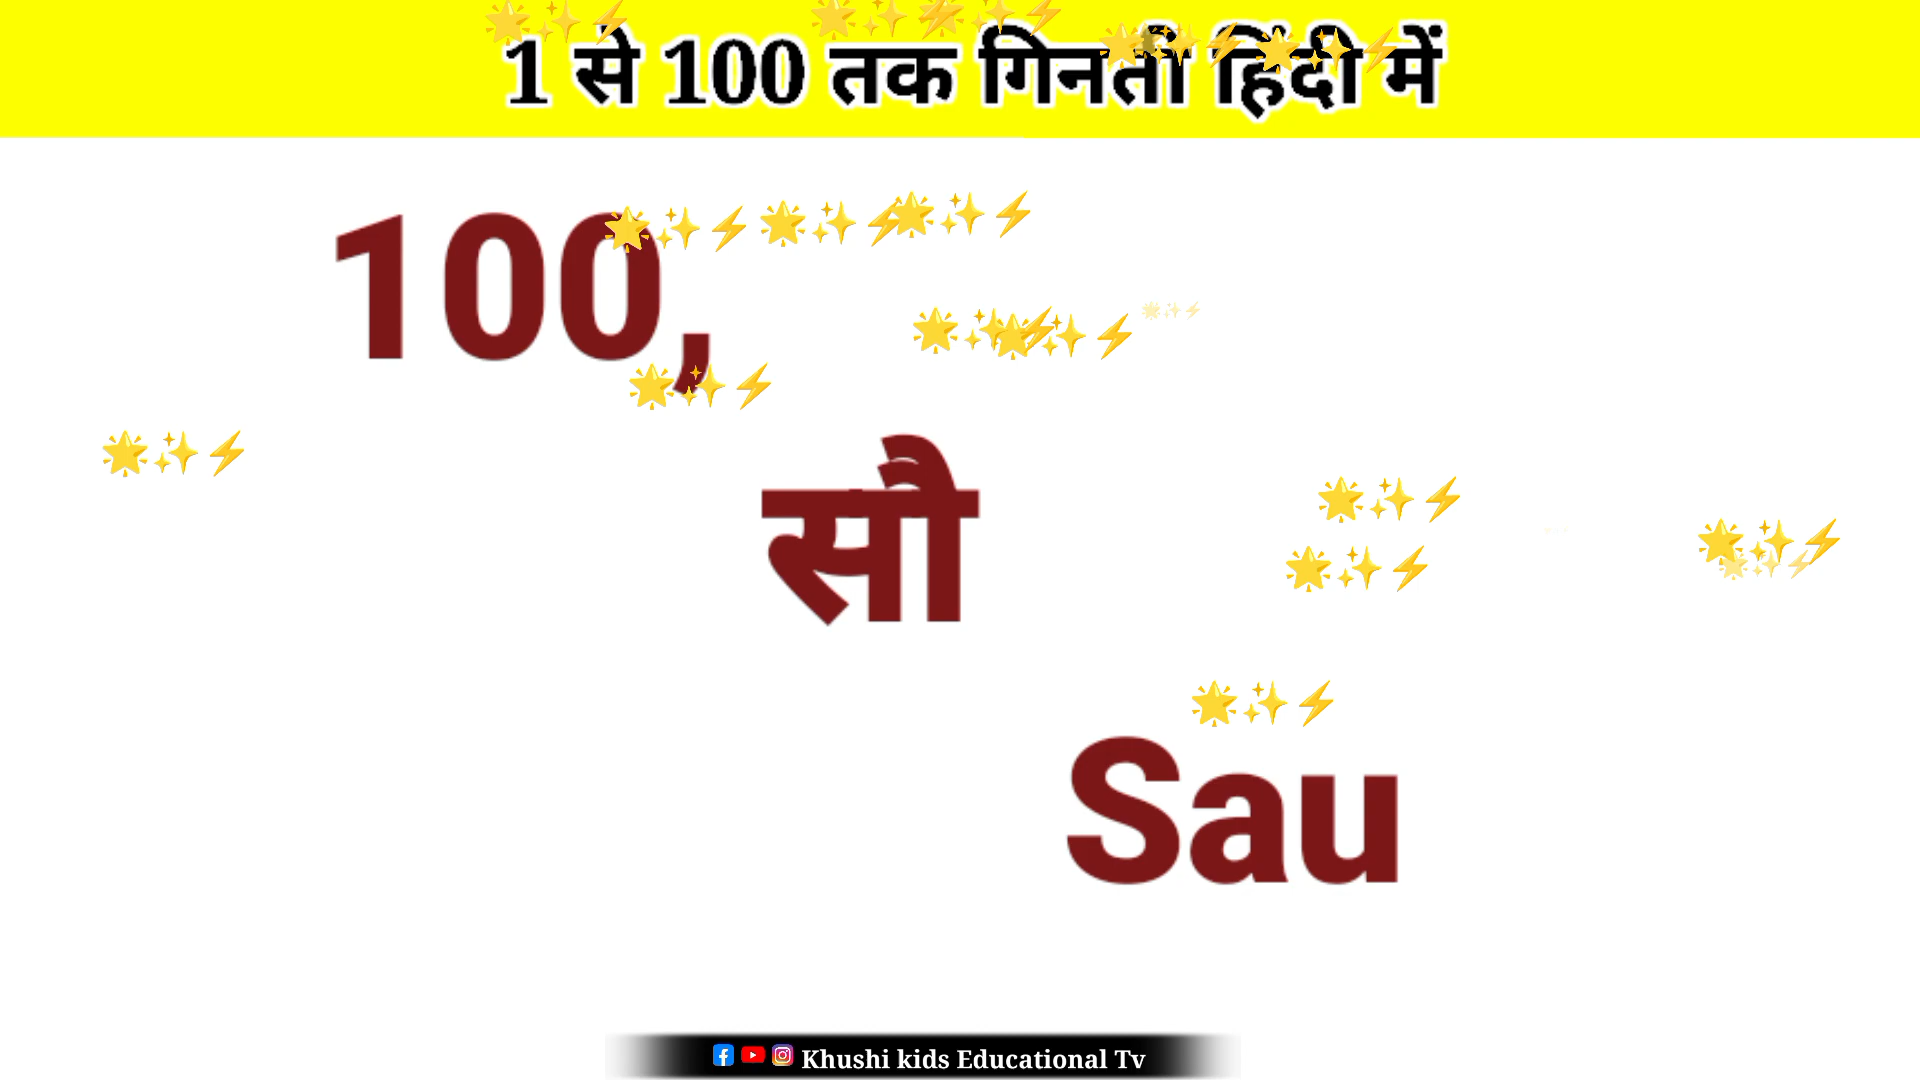 1 से 100 तक गिनती हिंदी में
100,
सौ
Sau
Khushi kids Educational Tv